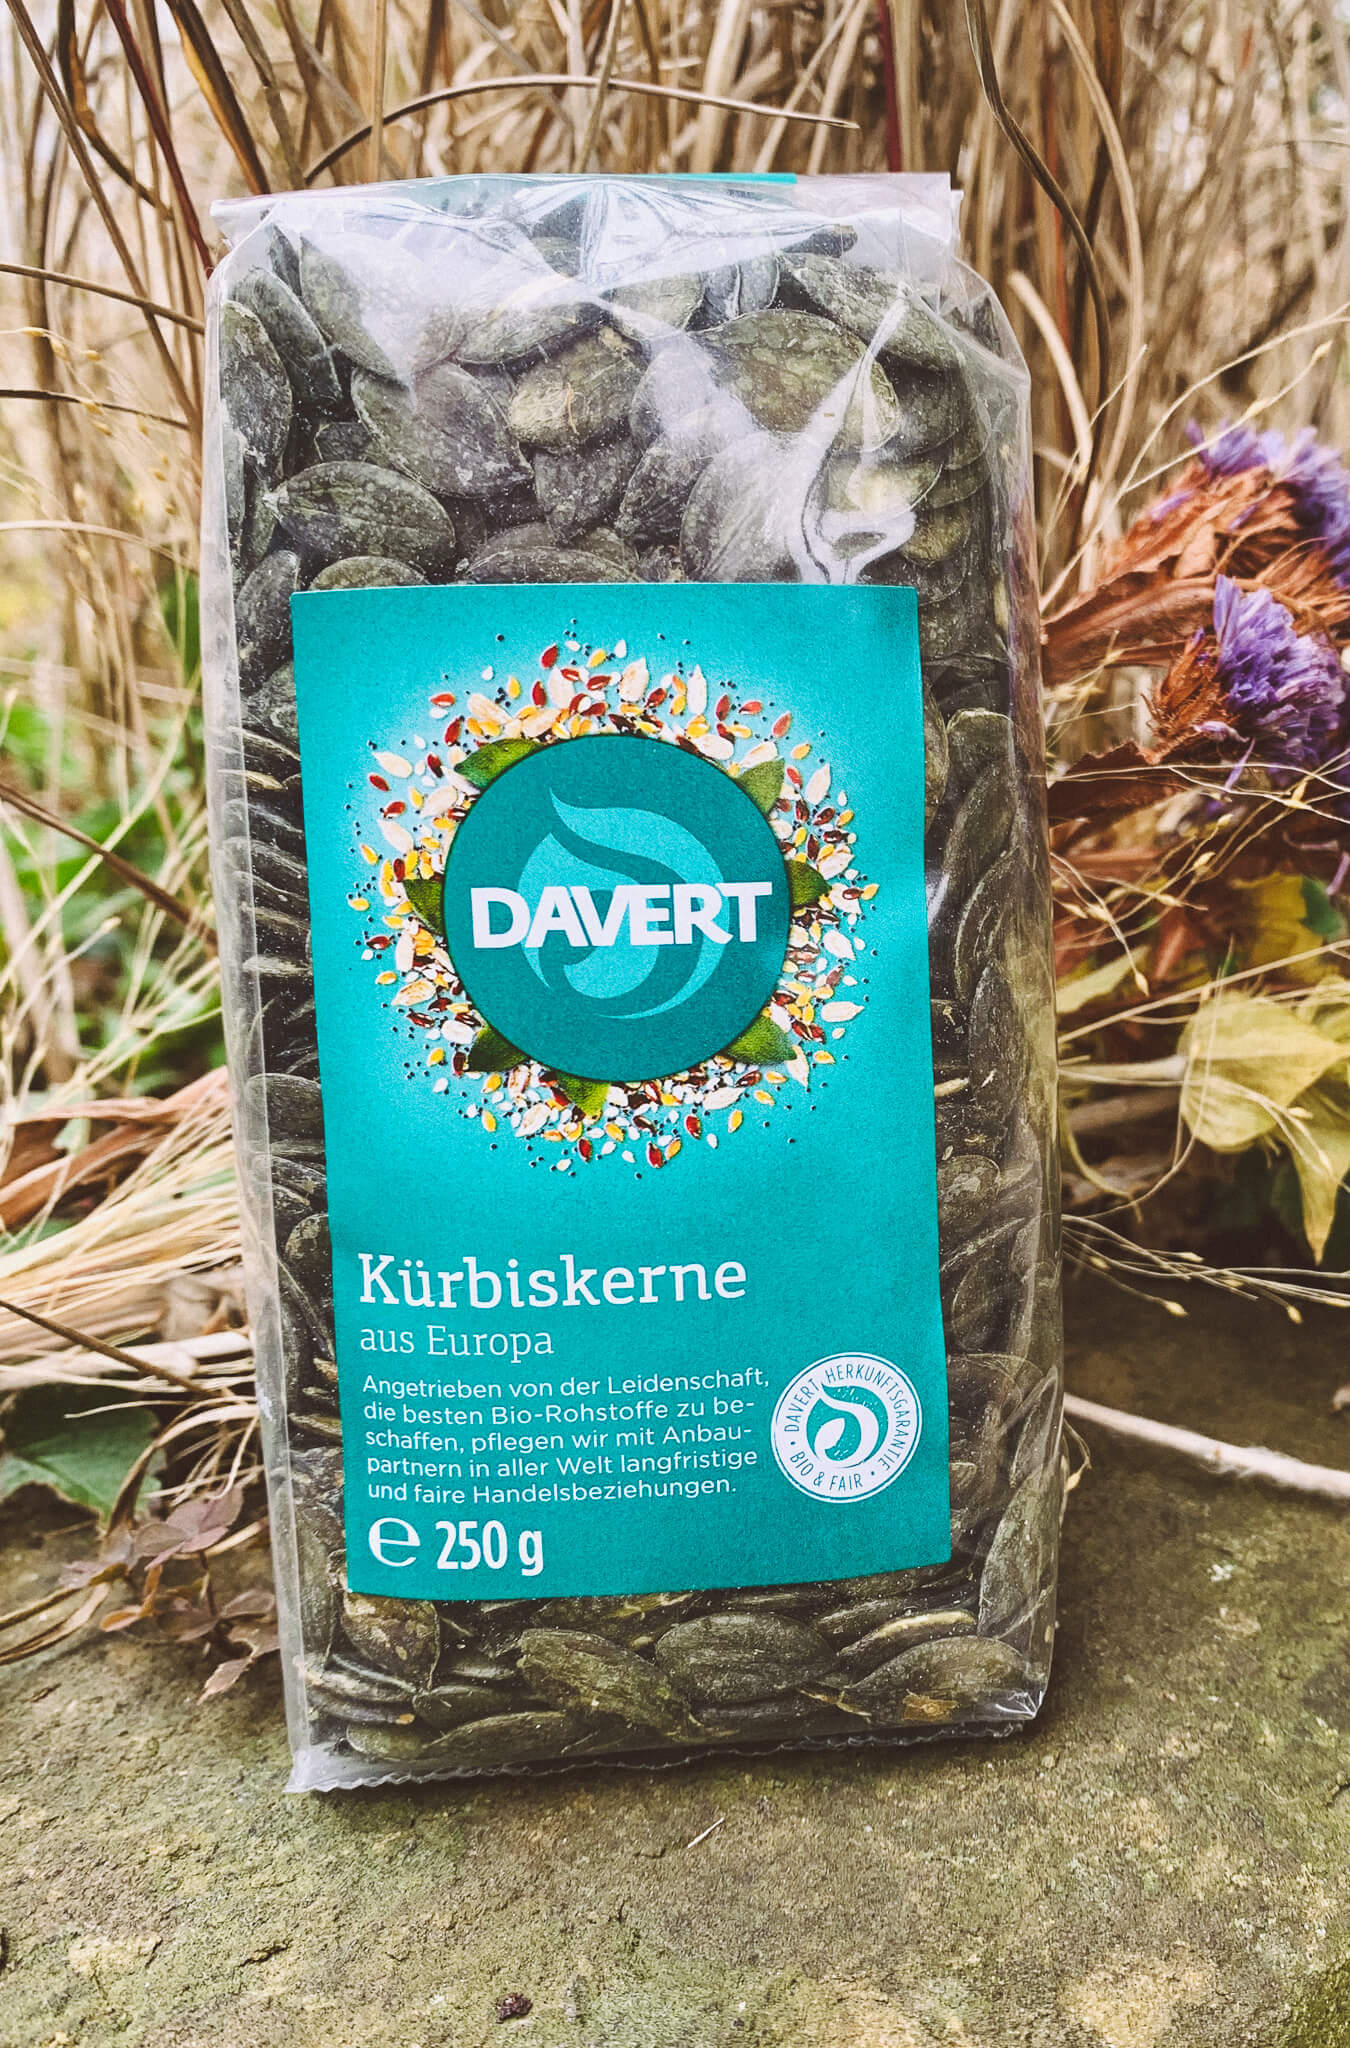 DAVERT
Kürbiskerne
aus Europa
Angetrieben von der Leidenschaft,
die besten Bio-Rohstoffe zu be-
schaffen, pflegen wir mit Anbau-
partnern in aller Welt langfristige
und faire Handelsbeziehungen.
DAVERT HERKUNFTSGARANTIE
• BIO & FAIR •
℮ 250 g